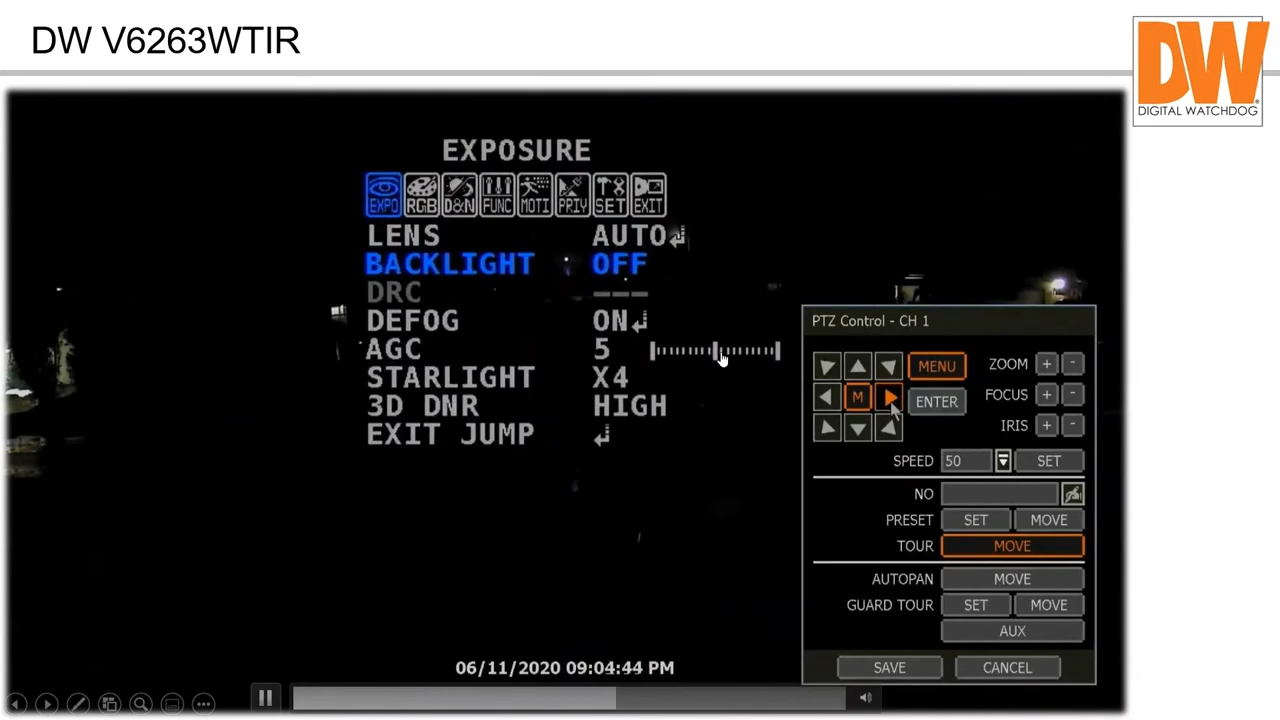 DW V6263WTIR
DW
DIGITAL WATCHDOG
EXPOSURE
EXPO RGB D&N FUNC MOTI PRIY SET EXIT
LENS AUTO
BACKLIGHT OFF
DRC ---
DEFOG ON
AGC 5
STARLIGHT X4
3D DNR HIGH
EXIT JUMP
PTZ Control - CH 1
MENU ZOOM + -
M ENTER FOCUS + -
IRIS + -
SPEED 50 SET
NO
PRESET SET MOVE
TOUR MOVE
AUTOPAN MOVE
GUARD TOUR SET MOVE
AUX
SAVE CANCEL
06/11/2020 09:04:44 PM